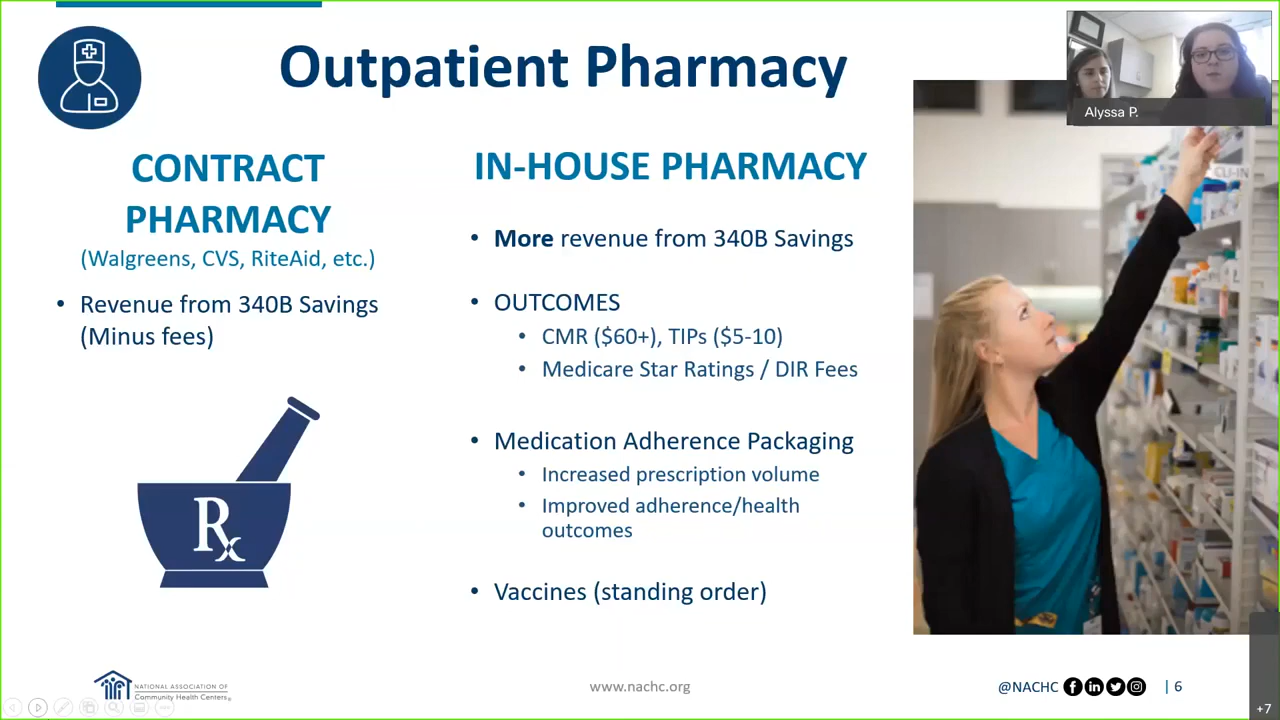 Outpatient Pharmacy
Alyssa P.
CONTRACT
PHARMACY
(Walgreens, CVS, RiteAid, etc.)
• Revenue from 340B Savings
(Minus fees)
Rx
IN-HOUSE PHARMACY
• More revenue from 340B Savings
• OUTCOMES
• CMR ($60+), TIPs ($5-10)
• Medicare Star Ratings / DIR Fees
• Medication Adherence Packaging
• Increased prescription volume
• Improved adherence/health
outcomes
• Vaccines (standing order)
CLI-IN
NATIONAL ASSOCIATION OF
Community Health Centers®
www.nachc.org
@NACHC
| 6
+7